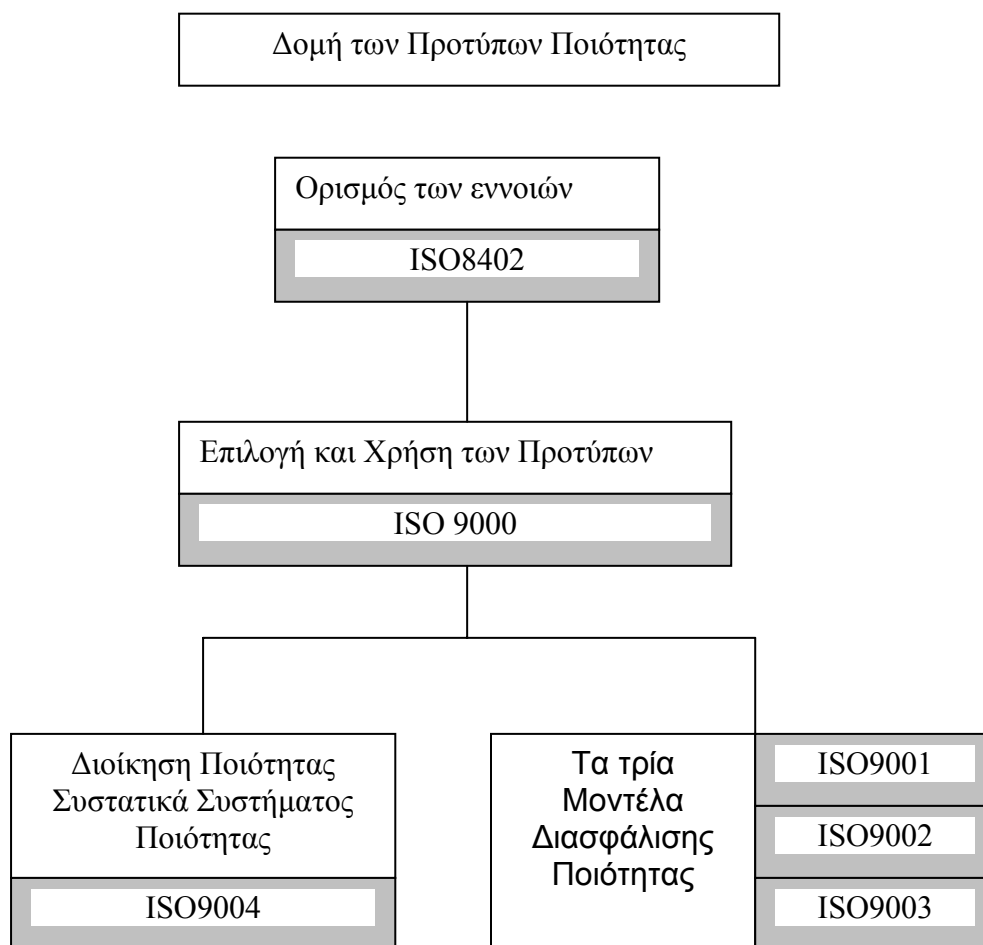 Δομή των Προτύπων Ποιότητας
Ορισμός των εννοιών
ISO8402
Επιλογή και Χρήση των Προτύπων
ISO 9000
Διοίκηση Ποιότητας
Συστατικά Συστήματος
Ποιότητας
ISO9004
Τα τρία
Μοντέλα
Διασφάλισης
Ποιότητας
ISO9001
ISO9002
ISO9003